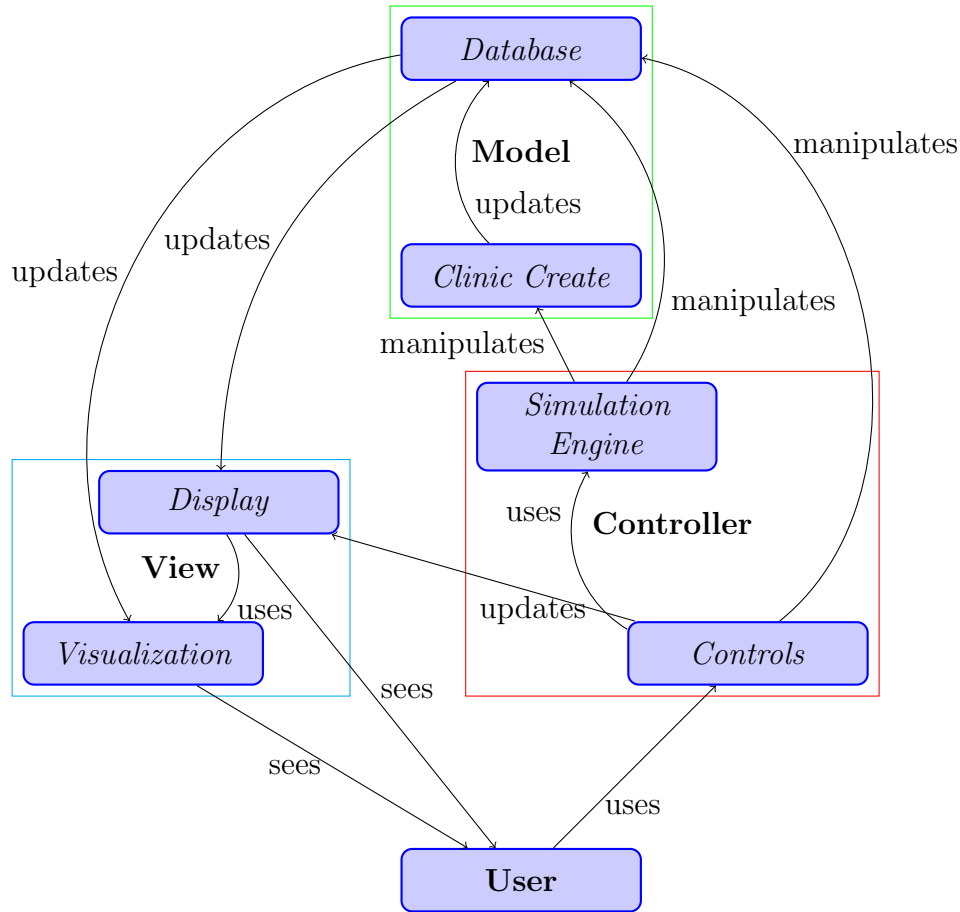 Database
manipulates
Model
updates
updates
updates
Clinic Create
manipulates
manipulates
Simulation
Engine
Display
uses
Controller
View
uses
updates
Visualization
Controls
sees
sees
uses
User